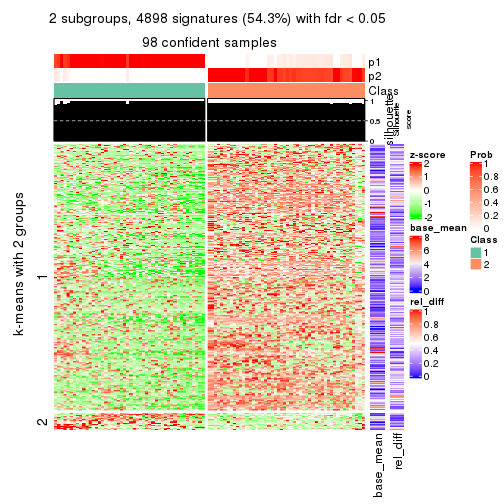 2 subgroups, 4898 signatures (54.3%) with fdr < 0.05
98 confident samples
p1
p2
Class
1
0.5
0
silhouette
Silhouette
score
k-means with 2 groups
1
2
base_mean
rel_diff
z-score
2
1
0
-1
-2
base_mean
8
6
4
2
0
rel_diff
1
0.8
0.6
0.4
0.2
0
Prob
1
0.8
0.6
0.4
0.2
0
Class
1
2